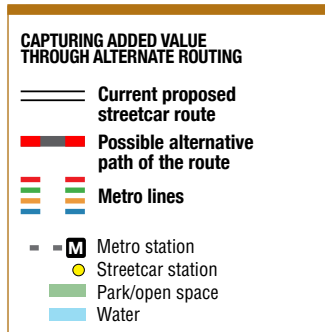 CAPTURING ADDED VALUE
THROUGH ALTERNATE ROUTING
Current proposed
streetcar route
Possible alternative
path of the route
Metro lines
M Metro station
Streetcar station
Park/open space
Water